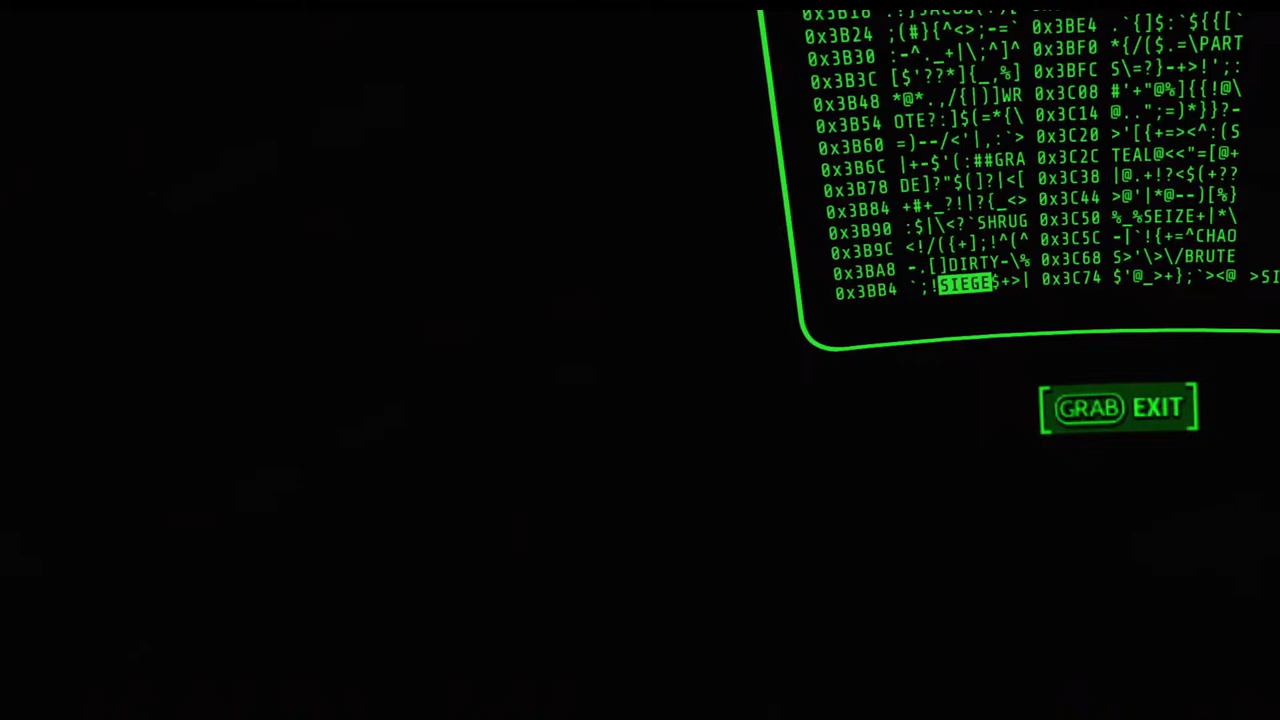 0x3B24 ;(#}{^<>;-=`
0x3B30 :-^._+|\;^]^
0x3B3C [$'??*]{_,%]
0x3B48 *@*.,/{|)]WR
0x3B54 OTE?:]$(=*{\
0x3B60 =)--/<'|,:`>
0x3B6C |+-$'(:##GRA
0x3B78 DE]?"$(]?|<[
0x3B84 +#+_?!|?{_<>
0x3B90 :$|\<?`SHRUG
0x3B9C <!/({+];!^(^
0x3BA8 -.[]DIRTY-\%
0x3BB4 `;!SIEGE$+>|
0x3BE4 .`{]$:`${{[`
0x3BF0 *{/($.=\PART
0x3BFC S\=?}-+>!';:
0x3C08 #'+"@%]{{!@\
0x3C14 @..";=)*}}?-
0x3C20 >'[{+=><^:(S
0x3C2C TEAL@<<"=[@+
0x3C38 |@.+!?<$(+??
0x3C44 >@'|*@--)[%}
0x3C50 %_%SEIZE+|*\
0x3C5C -|`!{+=^CHAO
0x3C68 S>'\>\/BRUTE
0x3C74 $'@_>+};`><@
>SI
GRAB EXIT